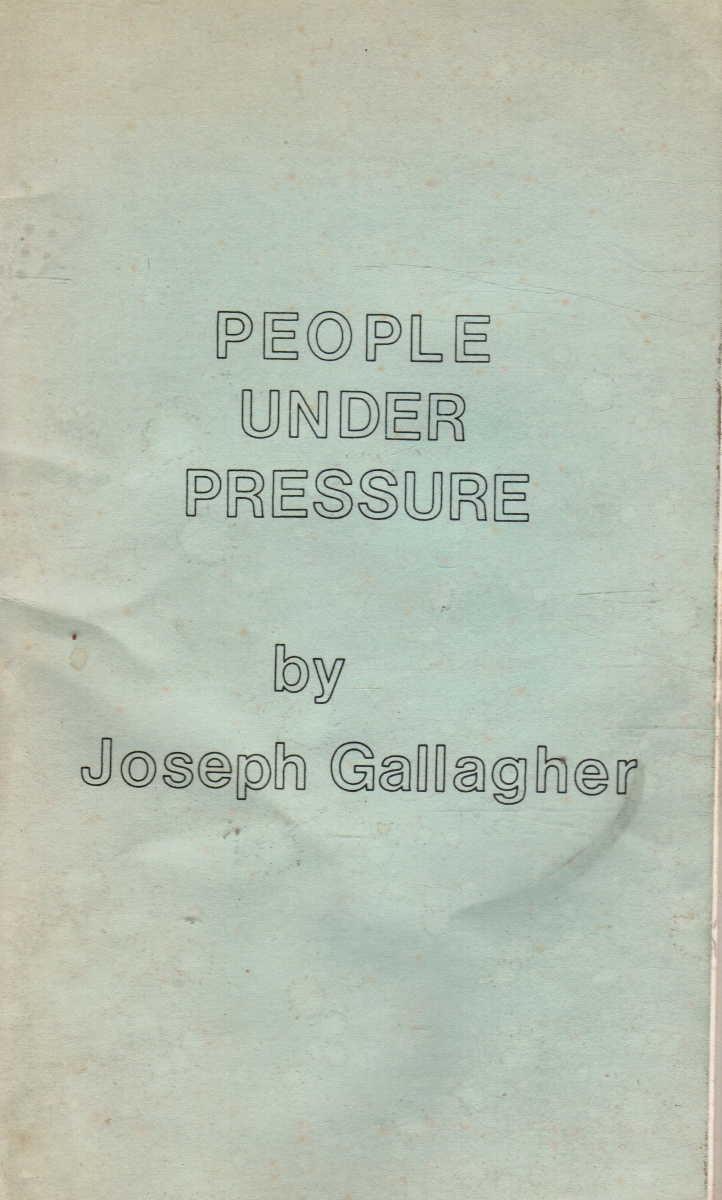 PEOPLE
UNDER
PRESSURE
by
Joseph Gallagher